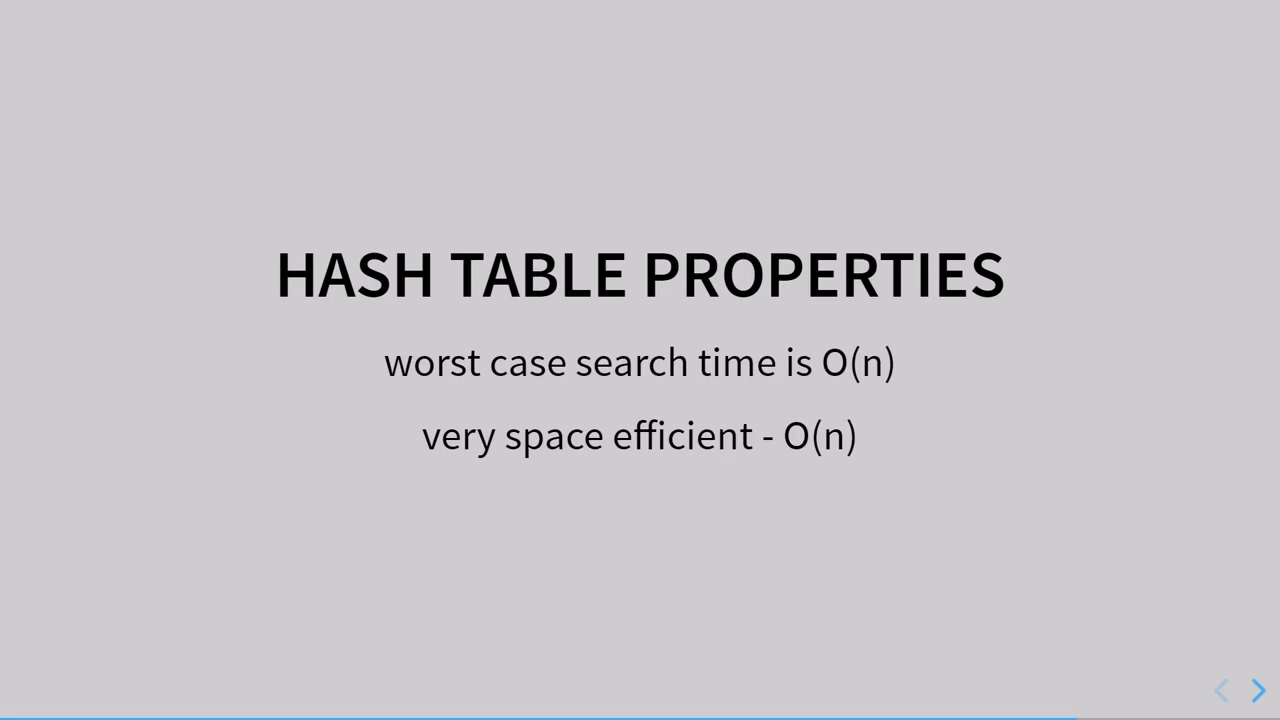 HASH TABLE PROPERTIES
worst case search time is O(n)
very space efficient - O(n)